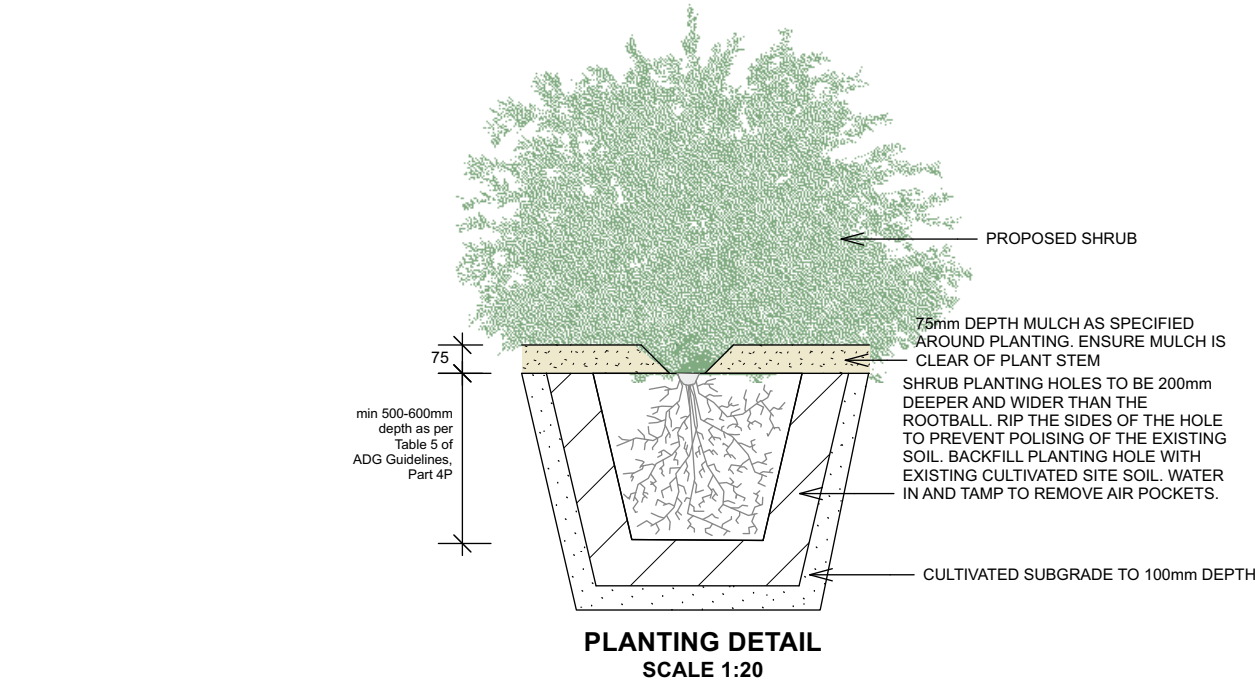 PROPOSED SHRUB
75mm DEPTH MULCH AS SPECIFIED
AROUND PLANTING. ENSURE MULCH IS
CLEAR OF PLANT STEM
75
SHRUB PLANTING HOLES TO BE 200mm
DEEPER AND WIDER THAN THE
ROOTBALL. RIP THE SIDES OF THE HOLE
TO PREVENT POLISING OF THE EXISTING
SOIL. BACKFILL PLANTING HOLE WITH
EXISTING CULTIVATED SITE SOIL. WATER
IN AND TAMP TO REMOVE AIR POCKETS.
min 500-600mm
depth as per
Table 5 of
ADG Guidelines,
Part 4P
CULTIVATED SUBGRADE TO 100mm DEPTH
PLANTING DETAIL
SCALE 1:20